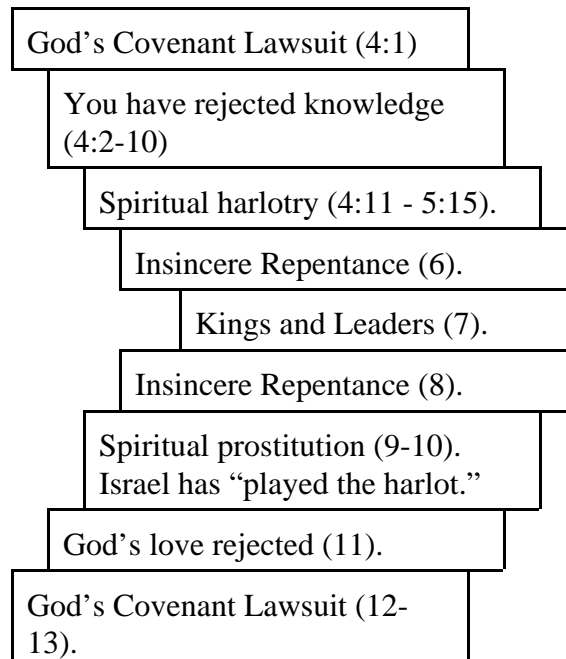 God’s Covenant Lawsuit (4:1)
You have rejected knowledge
(4:2-10)
Spiritual harlotry (4:11 - 5:15).
Insincere Repentance (6).
Kings and Leaders (7).
Insincere Repentance (8).
Spiritual prostitution (9-10).
Israel has “played the harlot.”
God’s love rejected (11).
God’s Covenant Lawsuit (12-
13).